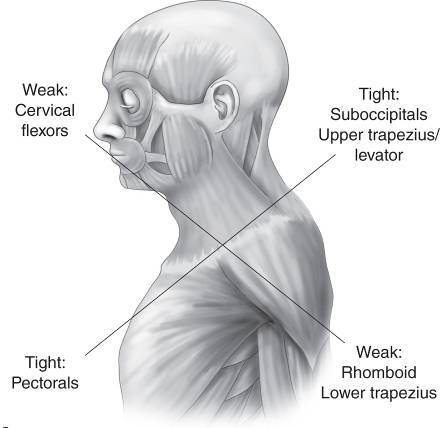 Weak:
Cervical
flexors
Tight:
Suboccipitals
Upper trapezius/
levator
Tight:
Pectorals
Weak:
Rhomboid
Lower trapezius